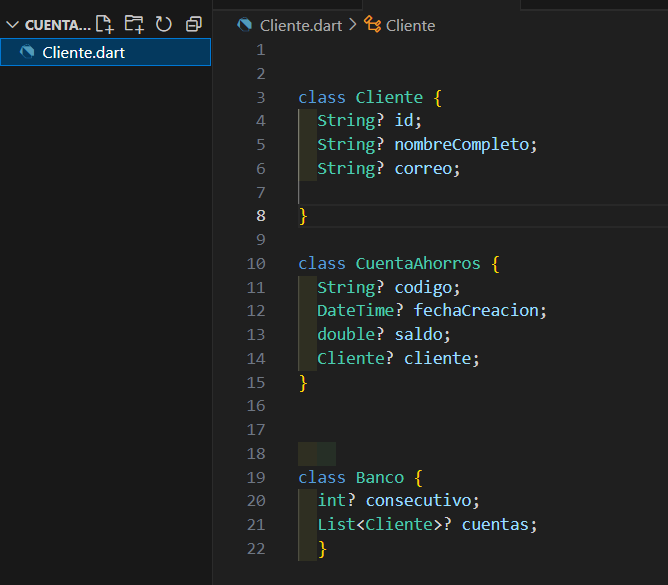 CUENTA...
Cliente.dart
Cliente.dart > Cliente
1
2
3 class Cliente {
4 String? id;
5 String? nombreCompleto;
6 String? correo;
7
8 }
9
10 class CuentaAhorros {
11 String? codigo;
12 DateTime? fechaCreacion;
13 double? saldo;
14 Cliente? cliente;
15 }
16
17
18
19 class Banco {
20 int? consecutivo;
21 List<Cliente>? cuentas;
22 }